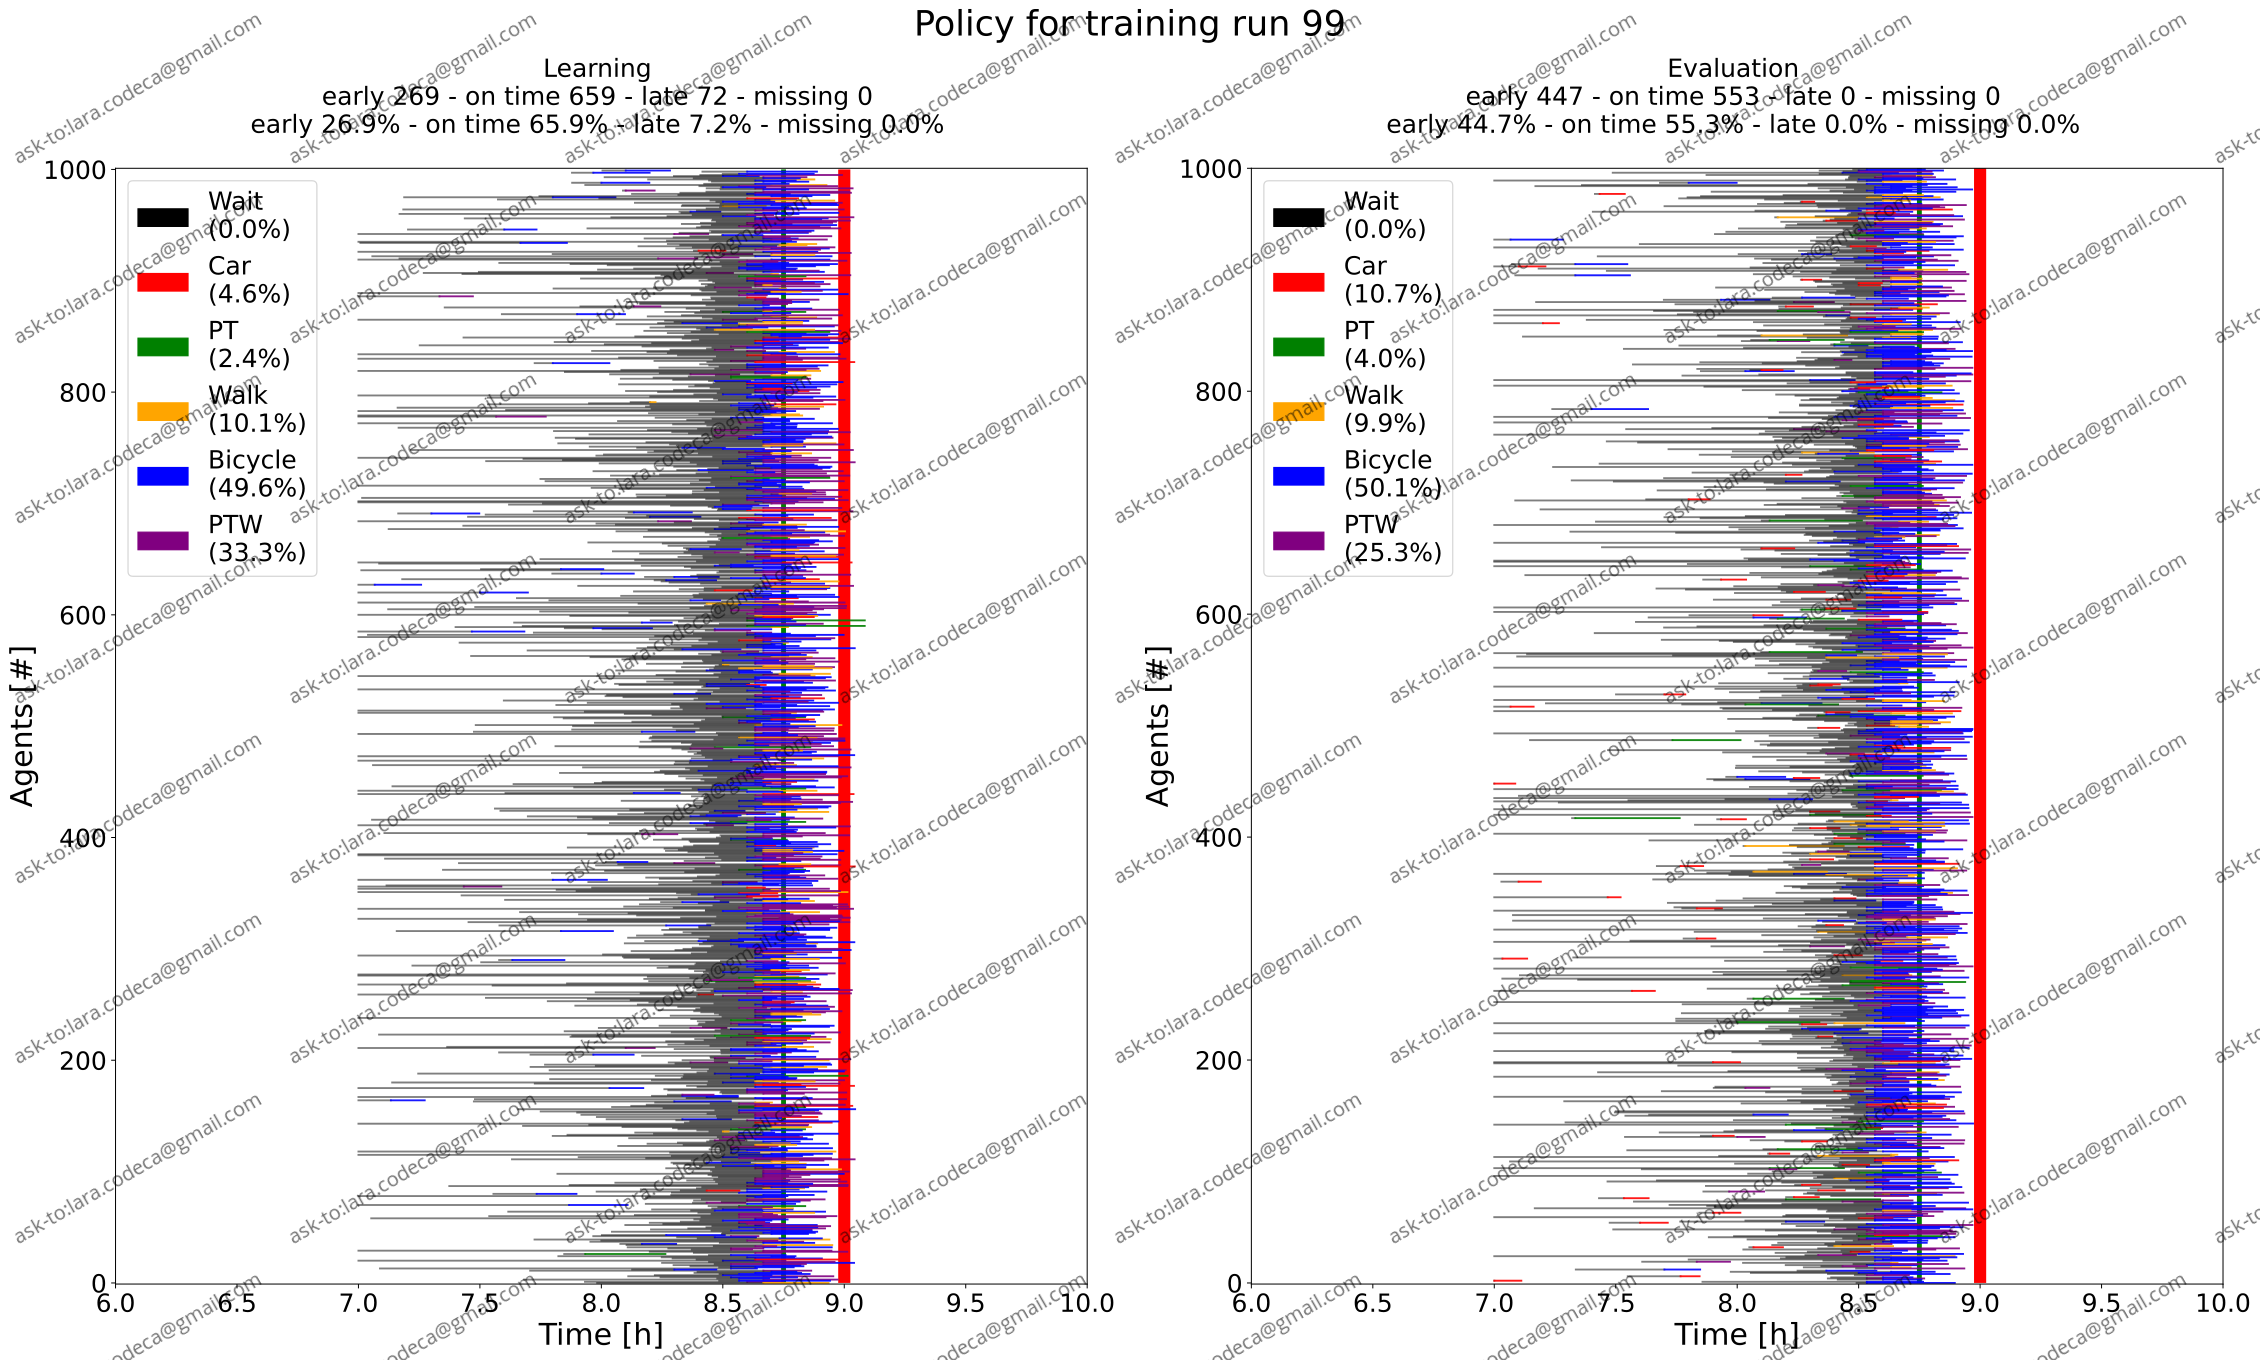 Policy for training run 99
Learning
early 269 - on time 659 - late 72 - missing 0
early 26.9% - on time 65.9% - late 7.2% - missing 0.0%
Wait
(0.0%)
Car
(4.6%)
PT
(2.4%)
Walk
(10.1%)
Bicycle
(49.6%)
PTW
(33.3%)
1000
800
600
400
200
0
Agents [#]
6.0 6.5 7.0 7.5 8.0 8.5 9.0 9.5 10.0
Time [h]
Evaluation
early 447 - on time 553 - late 0 - missing 0
early 44.7% - on time 55.3% - late 0.0% - missing 0.0%
Wait
(0.0%)
Car
(10.7%)
PT
(4.0%)
Walk
(9.9%)
Bicycle
(50.1%)
PTW
(25.3%)
1000
800
600
400
200
0
Agents [#]
6.0 6.5 7.0 7.5 8.0 8.5 9.0 9.5 10.0
Time [h]
ask-to:lara.codeca@gmail.com